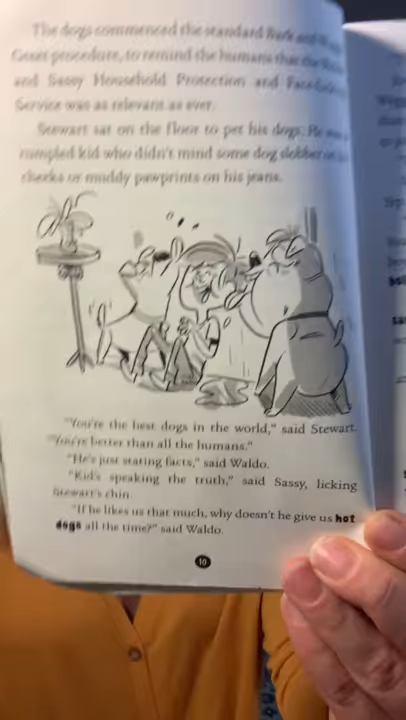 The dogs commenced the standard Bark and
Greet procedure, to remind the humans that the
and Sassy Household Protection and
Service was as relevant as ever.
Stewart sat on the floor to pet his dogs. He was a
rumpled kid who didn't mind some dog slobber on his
cheeks or muddy pawprints on his jeans.
"You're the best dogs in the world," said Stewart.
"You're better than all the humans."
"He's just stating facts," said Waldo.
"Kid's speaking the truth," said Sassy, licking
Stewart's chin.
"If he likes us that much, why doesn't he give us hot
dogs all the time?" said Waldo.
10